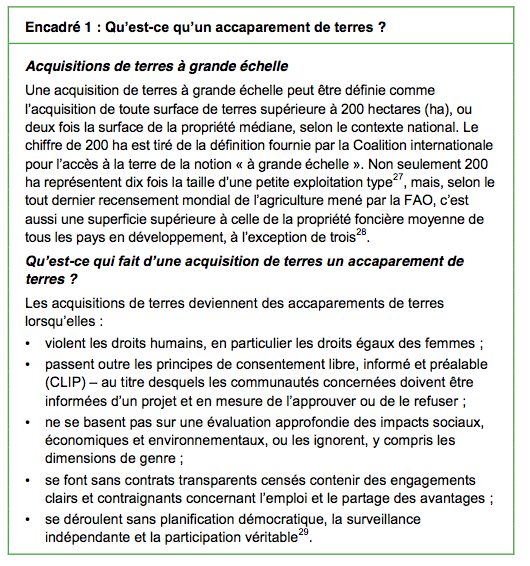 Encadré 1 : Qu'est-ce qu'un accaparement de terres ?
Acquisitions de terres à grande échelle
Une acquisition de terres à grande échelle peut être définie comme
l'acquisition de toute surface de terres supérieure à 200 hectares (ha), ou
deux fois la surface de la propriété médiane, selon le contexte national. Le
chiffre de 200 ha est tiré de la définition fournie par la Coalition internationale
pour l'accès à la terre de la notion « à grande échelle ». Non seulement 200
ha représentent dix fois la taille d'une petite exploitation type27, mais, selon le
tout dernier recensement mondial de l'agriculture mené par la FAO, c'est
aussi une superficie supérieure à celle de la propriété foncière moyenne de
tous les pays en développement, à l'exception de trois28.
Qu'est-ce qui fait d'une acquisition de terres un accaparement de
terres ?
Les acquisitions de terres deviennent des accaparements de terres
lorsqu'elles :
• violent les droits humains, en particulier les droits égaux des femmes ;
• passent outre les principes de consentement libre, informé et préalable
(CLIP) – au titre desquels les communautés concernées doivent être
informées d'un projet et en mesure de l'approuver ou de le refuser ;
• ne se basent pas sur une évaluation approfondie des impacts sociaux,
économiques et environnementaux, ou les ignorent, y compris les
dimensions de genre ;
• se font sans contrats transparents censés contenir des engagements
clairs et contraignants concernant l'emploi et le partage des avantages ;
• se déroulent sans planification démocratique, la surveillance
indépendante et la participation véritable29.